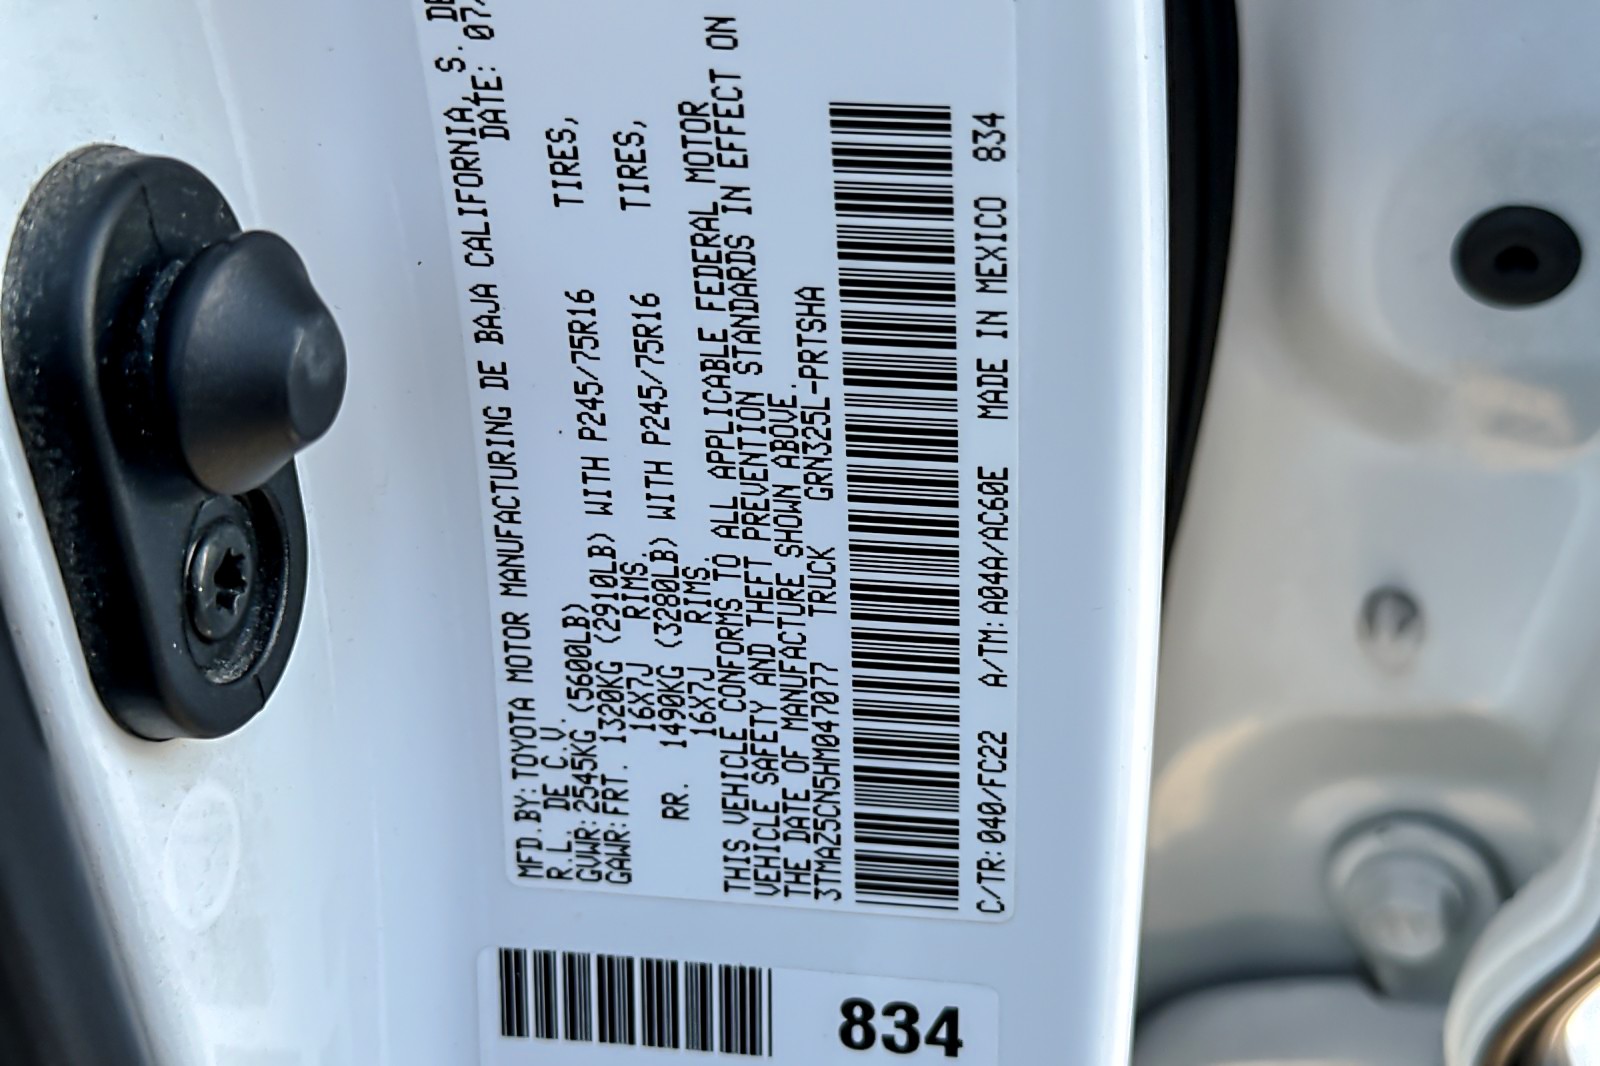 MFD.BY:TOYOTA MOTOR MANUFACTURING DE BAJA CALIFORNIA, S. DE
R.L. DE C.V. DATE: 07/
GVWR:2545KG (5600LB)
GAWR:FRT. 1320KG (2910LB) WITH P245/75R16 TIRES,
16X7J RIMS.
RR. 1490KG (3280LB) WITH P245/75R16 TIRES,
16X7J RIMS.
THIS VEHICLE CONFORMS TO ALL APPLICABLE FEDERAL MOTOR
VEHICLE SAFETY AND THEFT PREVENTION STANDARDS IN EFFECT ON
THE DATE OF MANUFACTURE SHOWN ABOVE.
3TMAZ5CN5HM047077 TRUCK GRN325L-PRTSHA
C/TR:040/FC22 A/TM:A04A/AC60E MADE IN MEXICO 834
834